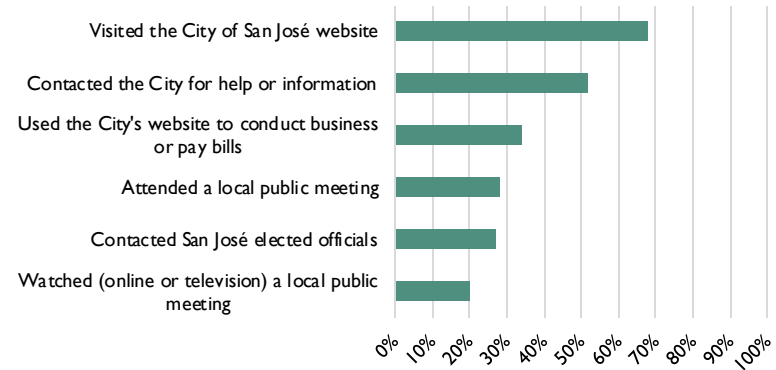 Visited the City of San José website
Contacted the City for help or information
Used the City's website to conduct business
or pay bills
Attended a local public meeting
Contacted San José elected officials
Watched (online or television) a local public
meeting
0% 10% 20% 30% 40% 50% 60% 70% 80% 90% 100%